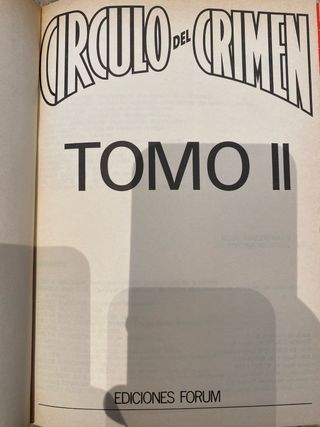 CIRCULO DEL CRIMEN
TOMO II
EDICIONES FORUM